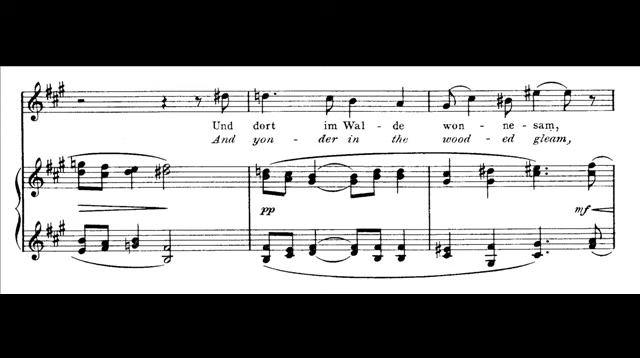 Und dort im Wal - de won - ne - sam,
And yon - der in the wood - ed gleam,
pp mf